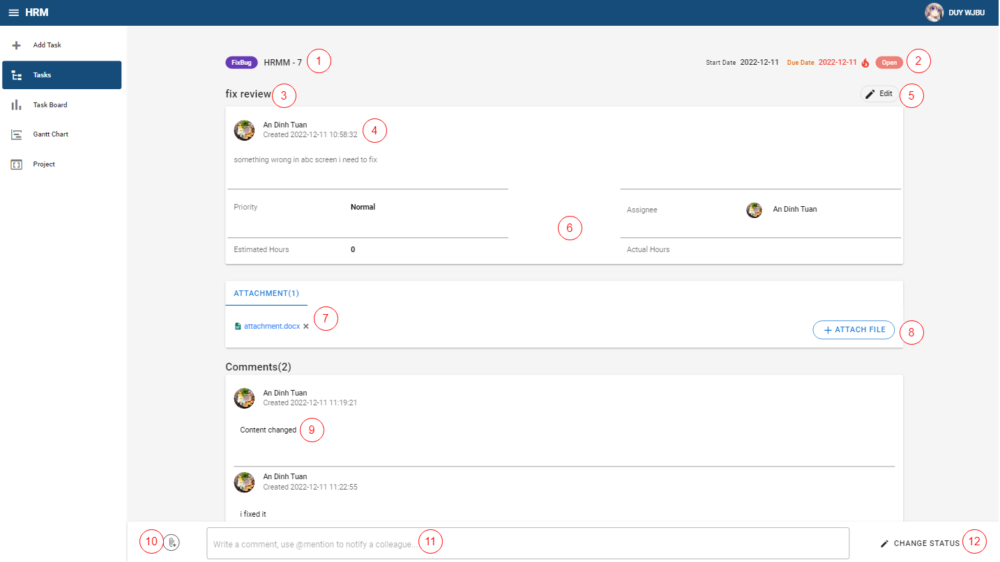 HRM
DUY WJBU
Add Task
Tasks
Task Board
Gantt Chart
Project
FixBug HRMM - 7 1
Start Date 2022-12-11 Due Date 2022-12-11 Open 2
fix review 3
Edit 5
An Dinh Tuan
Created 2022-12-11 10:58:32 4
something wrong in abc screen i need to fix
Priority Normal
Assignee An Dinh Tuan
6
Estimated Hours 0
Actual Hours
ATTACHMENT(1)
attachment.docx 7
ATTACH FILE 8
Comments(2)
An Dinh Tuan
Created 2022-12-11 11:19:21
Content changed 9
An Dinh Tuan
Created 2022-12-11 11:22:55
i fixed it
10
Write a comment, use @mention to notify a colleague... 11
CHANGE STATUS 12